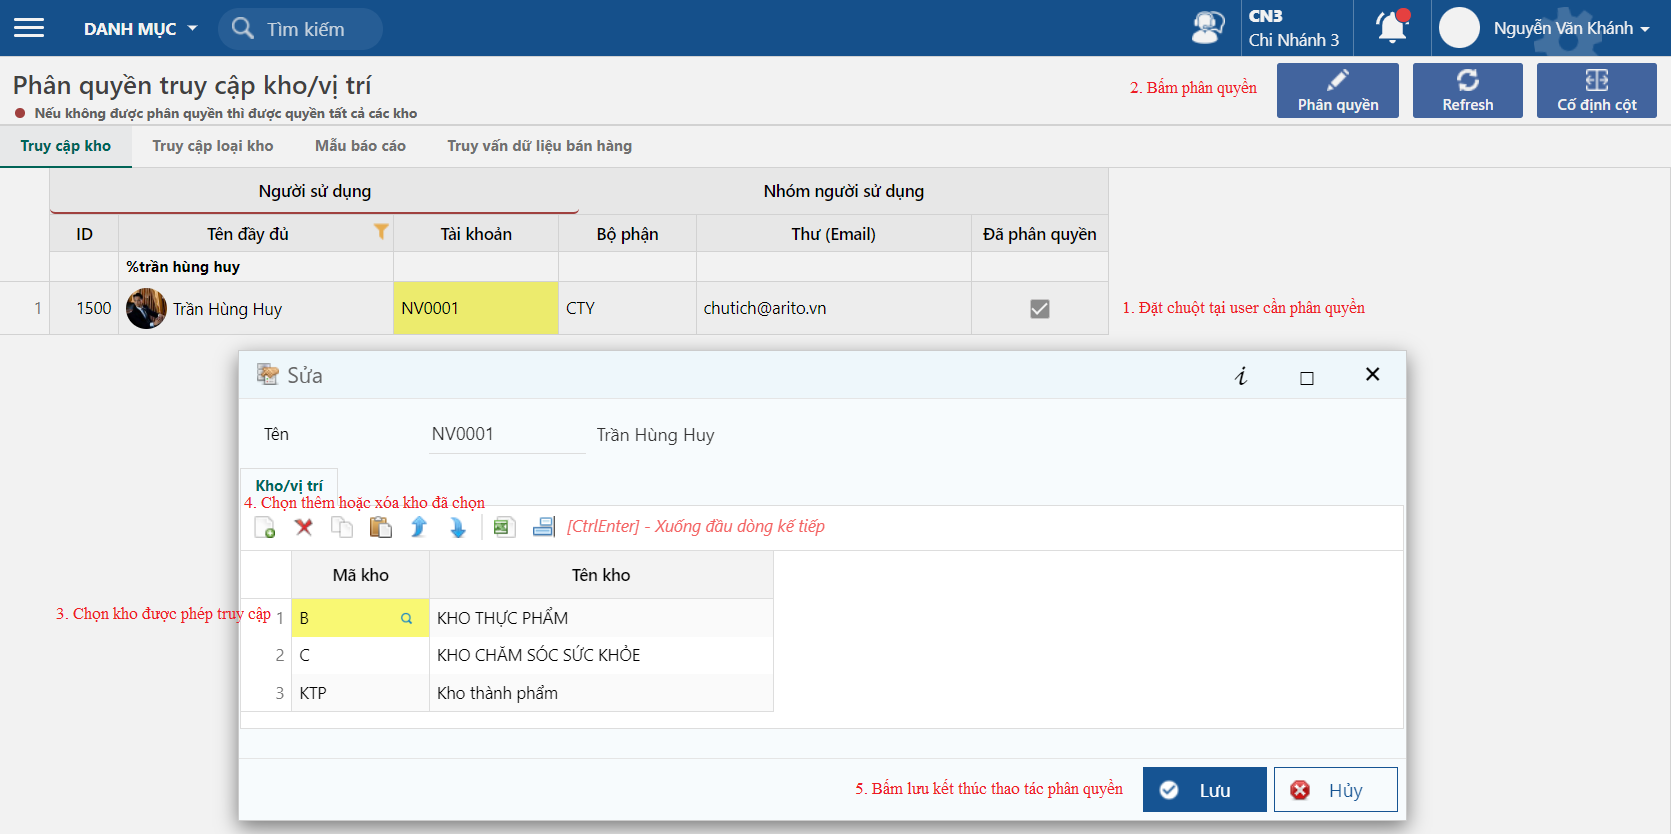 DANH MỤC
Tìm kiếm
CN3
Chi Nhánh 3
Nguyễn Văn Khánh
Phân quyền truy cập kho/vị trí
Nếu không được phân quyền thì được quyền tất cả các kho
2. Bấm phân quyền
Phân quyền
Refresh
Cố định cột
Truy cập kho
Truy cập loại kho
Mẫu báo cáo
Truy vấn dữ liệu bán hàng
Người sử dụng
Nhóm người sử dụng
ID
Tên đầy đủ
Tài khoản
Bộ phận
Thư (Email)
Đã phân quyền
%trần hùng huy
1
1500
Trần Hùng Huy
NV0001
CTY
chutich@arito.vn
1. Đặt chuột tại user cần phân quyền
Sửa
Tên
NV0001
Trần Hùng Huy
Kho/vị trí
4. Chọn thêm hoặc xóa kho đã chọn
[CtrlEnter] - Xuống đầu dòng kế tiếp
Mã kho
Tên kho
3. Chọn kho được phép truy cập
1
B
KHO THỰC PHẨM
2
C
KHO CHĂM SÓC SỨC KHỎE
3
KTP
Kho thành phẩm
5. Bấm lưu kết thúc thao tác phân quyền
Lưu
Hủy